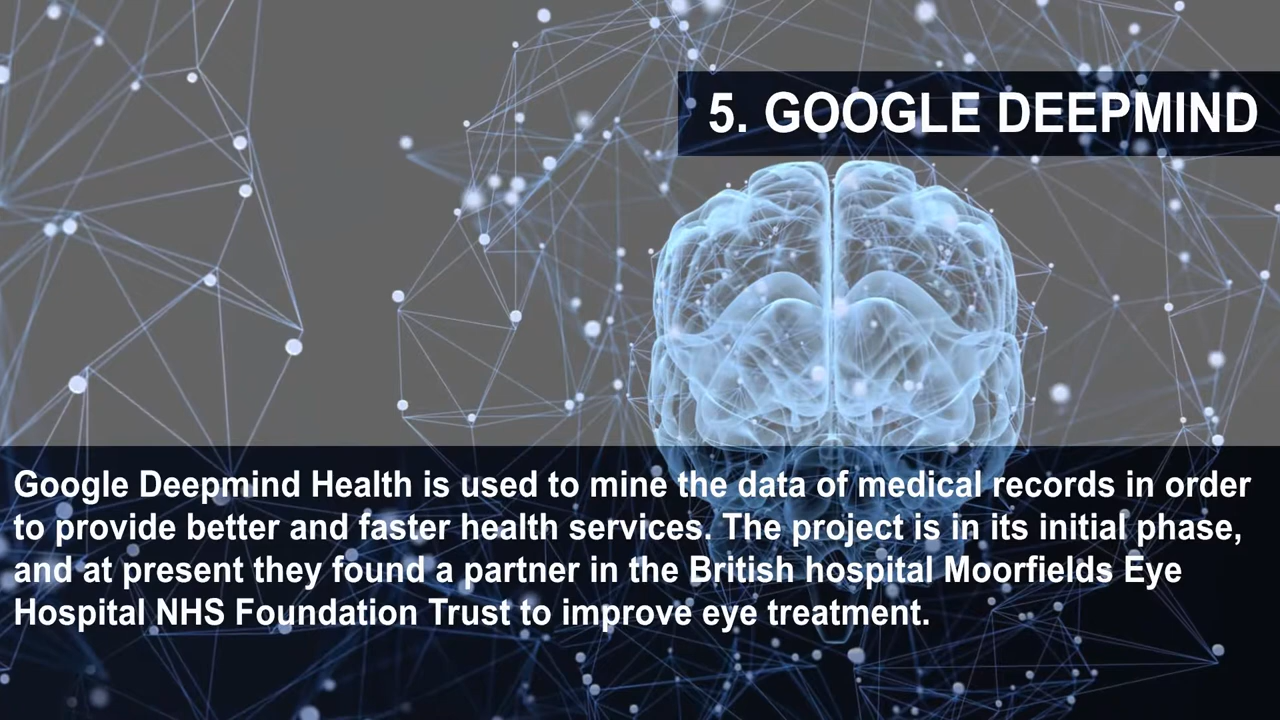 5. GOOGLE DEEPMIND
Google Deepmind Health is used to mine the data of medical records in order
to provide better and faster health services. The project is in its initial phase,
and at present they found a partner in the British hospital Moorfields Eye
Hospital NHS Foundation Trust to improve eye treatment.